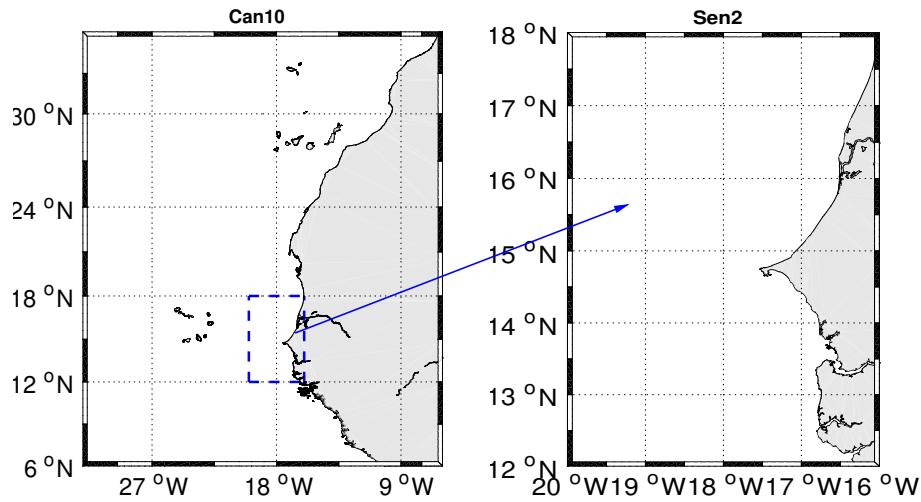 Can10
30 °N
24 °N
18 °N
12 °N
6 °N
27 °W 18 °W 9 °W
Sen2
18 °N
17 °N
16 °N
15 °N
14 °N
13 °N
12 °N
20 °W19 °W18 °W17 °W16 °W